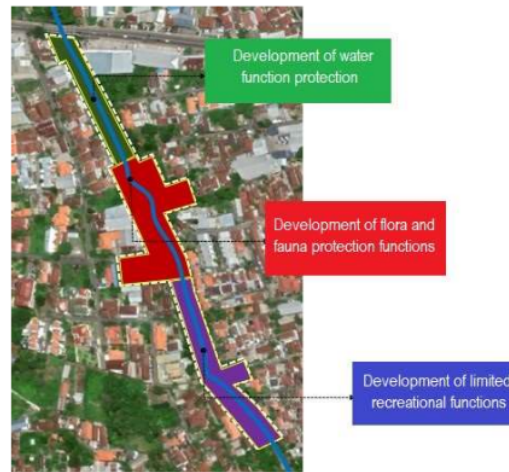 Development of water
function protection
Development of flora and
fauna protection functions
Development of limited
recreational functions